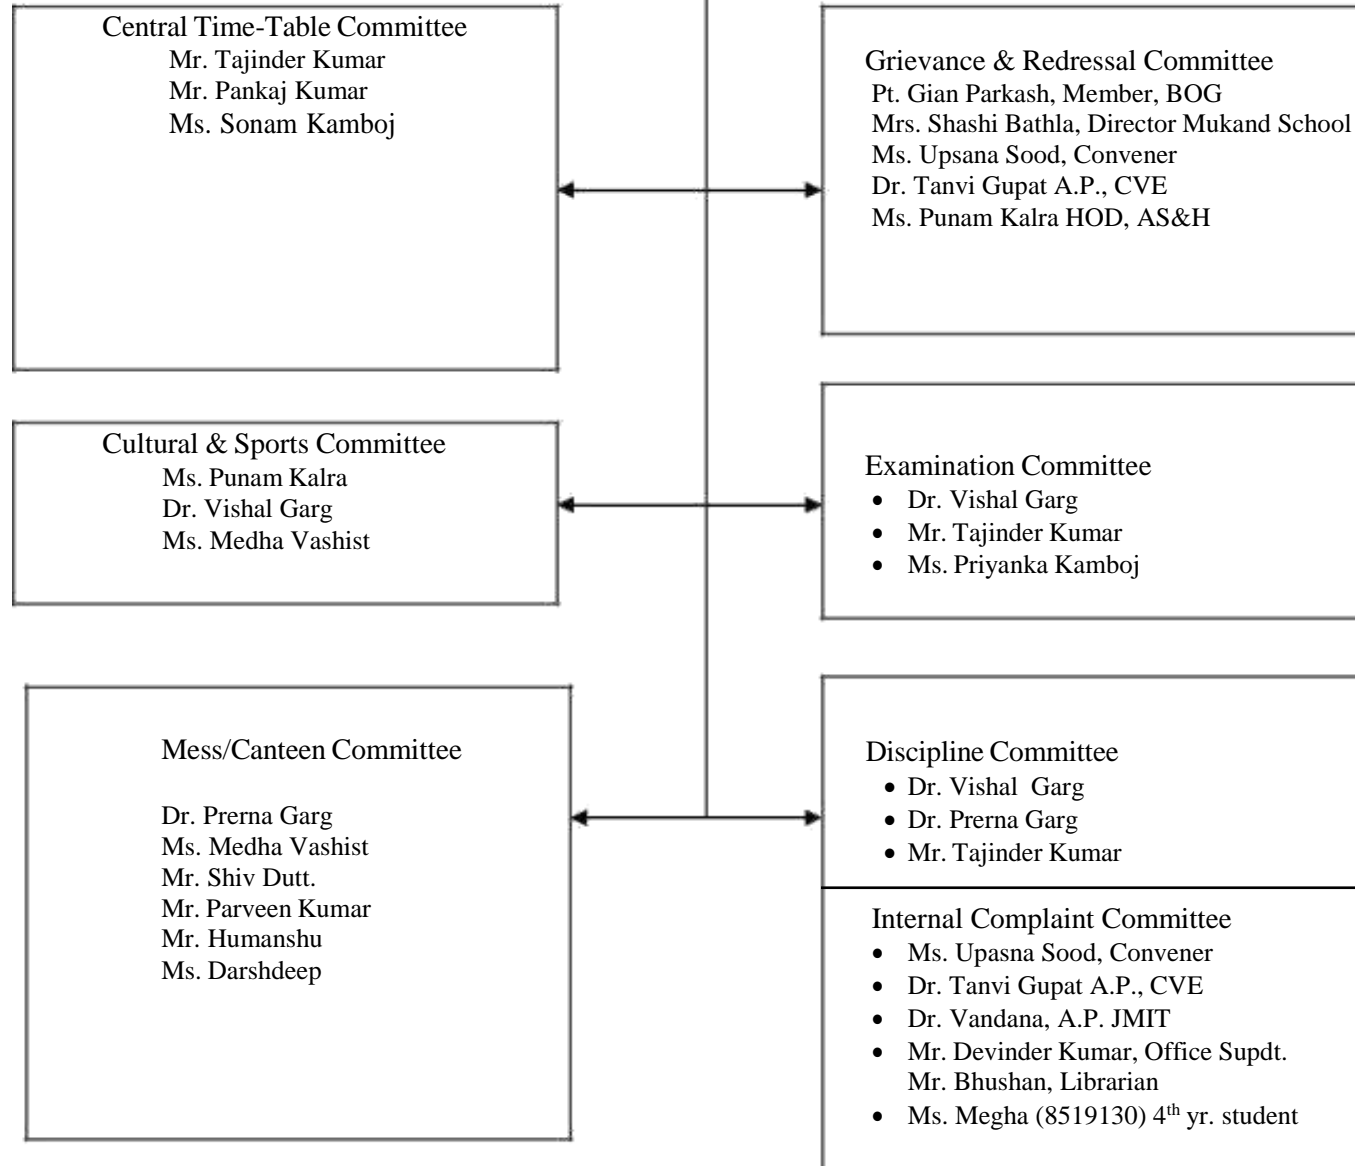 Central Time-Table Committee
Mr. Tajinder Kumar
Mr. Pankaj Kumar
Ms. Sonam Kamboj
Grievance & Redressal Committee
Pt. Gian Parkash, Member, BOG
Mrs. Shashi Bathla, Director Mukand School
Ms. Upsana Sood, Convener
Dr. Tanvi Gupat A.P., CVE
Ms. Punam Kalra HOD, AS&H
Cultural & Sports Committee
Ms. Punam Kalra
Dr. Vishal Garg
Ms. Medha Vashist
Examination Committee
• Dr. Vishal Garg
• Mr. Tajinder Kumar
• Ms. Priyanka Kamboj
Mess/Canteen Committee
Dr. Prerna Garg
Ms. Medha Vashist
Mr. Shiv Dutt.
Mr. Parveen Kumar
Mr. Humanshu
Ms. Darshdeep
Discipline Committee
• Dr. Vishal Garg
• Dr. Prerna Garg
• Mr. Tajinder Kumar
Internal Complaint Committee
• Ms. Upasna Sood, Convener
• Dr. Tanvi Gupat A.P., CVE
• Dr. Vandana, A.P. JMIT
• Mr. Devinder Kumar, Office Supdt.
Mr. Bhushan, Librarian
• Ms. Megha (8519130) 4th yr. student